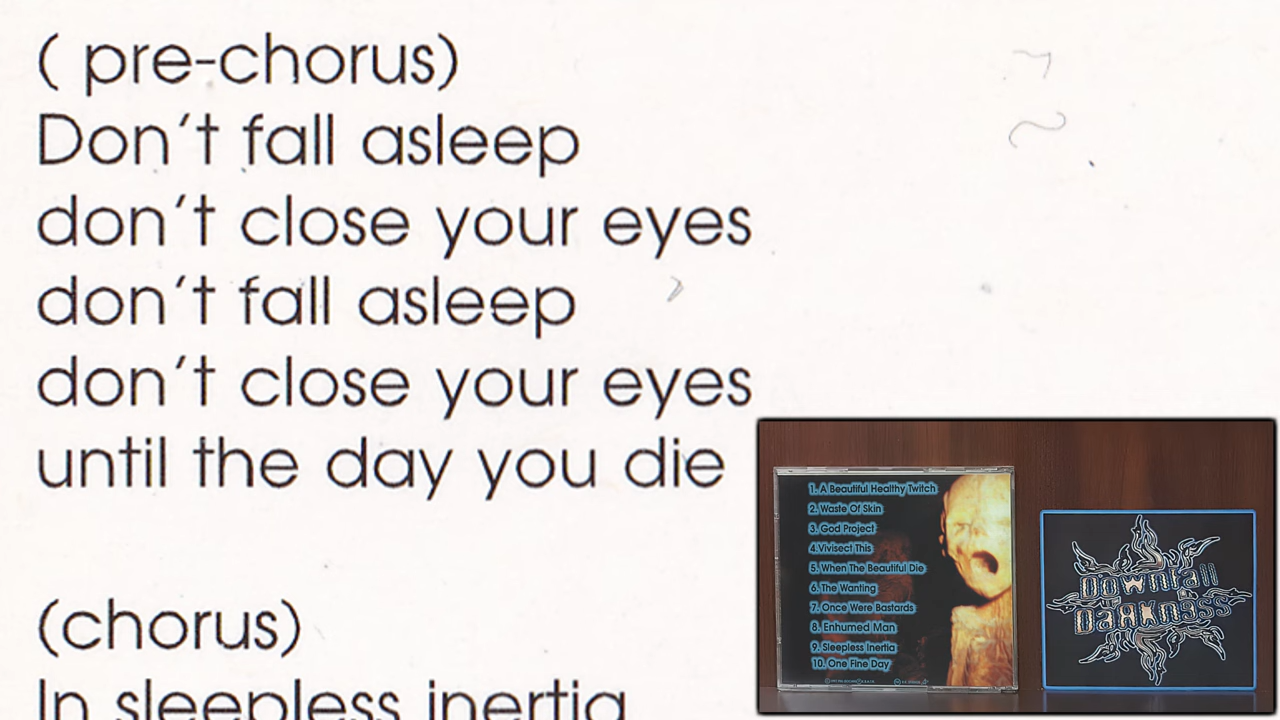 ( pre-chorus)
Don't fall asleep
don't close your eyes
don't fall asleep
don't close your eyes
until the day you die
(chorus)
In sleepless inertia
1. A Beautiful Healthy Twitch
2. Waste Of Skin
3. God Project
4.Vivisect This
5. When The Beautiful Die
6. The Wanting
7. Once Were Bastards
8. Enhumed Man
9. Sleepless Inertia
10. One Fine Day
Downfall
Darkness